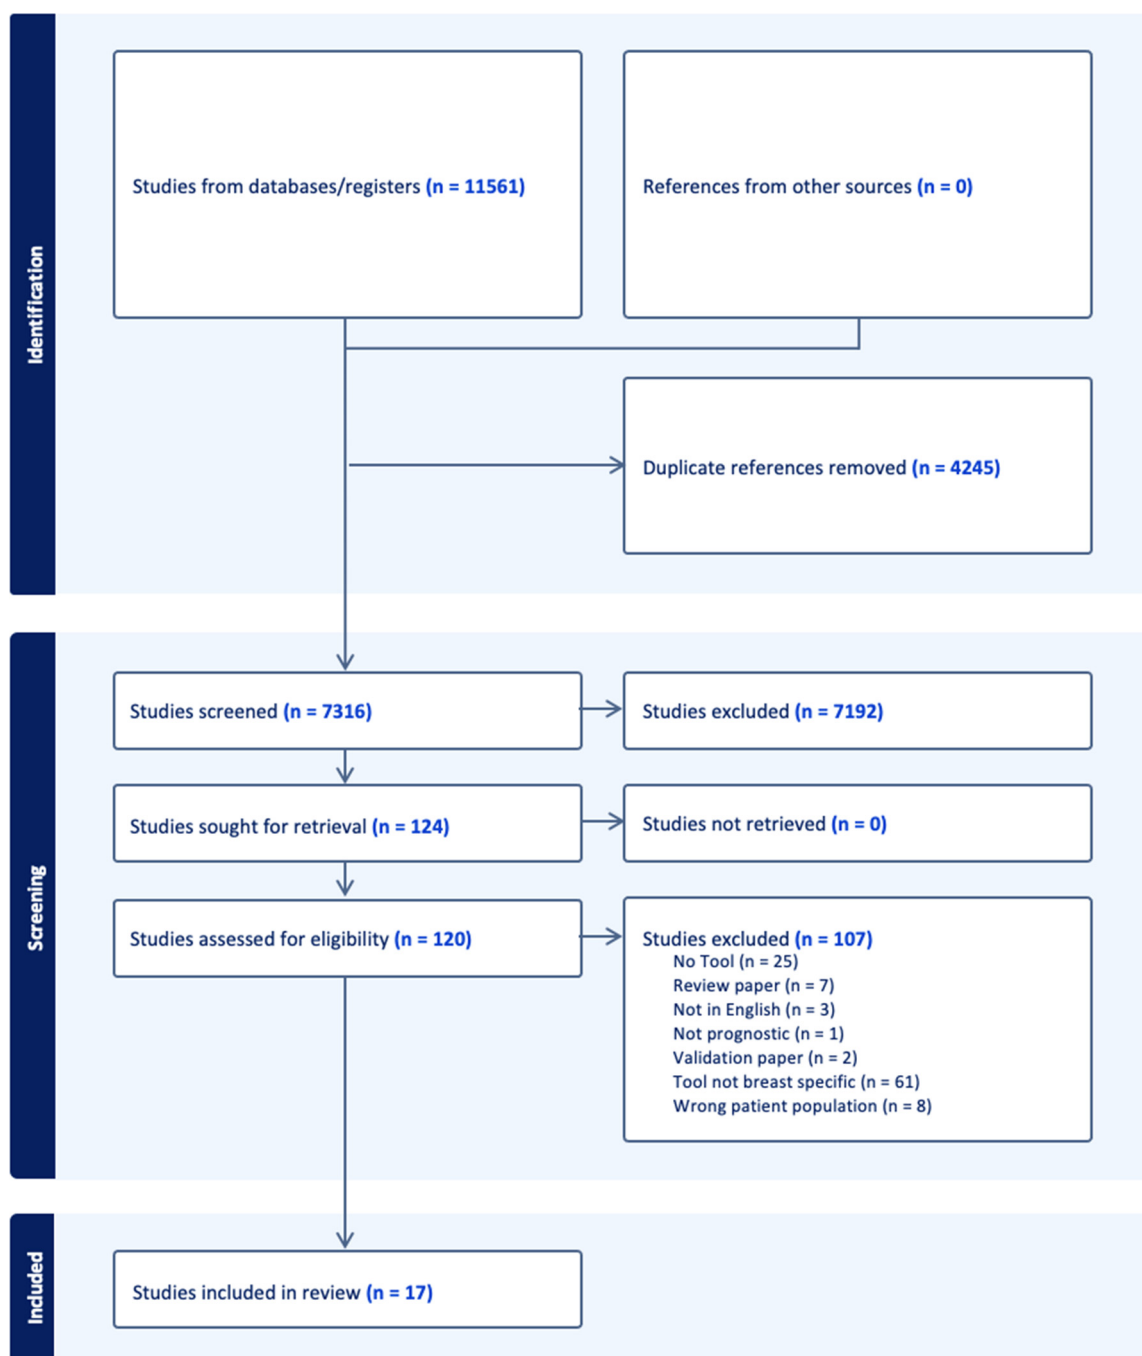 Identification
Studies from databases/registers (n = 11561)
References from other sources (n = 0)
Duplicate references removed (n = 4245)
Screening
Studies screened (n = 7316)
Studies excluded (n = 7192)
Studies sought for retrieval (n = 124)
Studies not retrieved (n = 0)
Studies assessed for eligibility (n = 120)
Studies excluded (n = 107)
No Tool (n = 25)
Review paper (n = 7)
Not in English (n = 3)
Not prognostic (n = 1)
Validation paper (n = 2)
Tool not breast specific (n = 61)
Wrong patient population (n = 8)
Included
Studies included in review (n = 17)